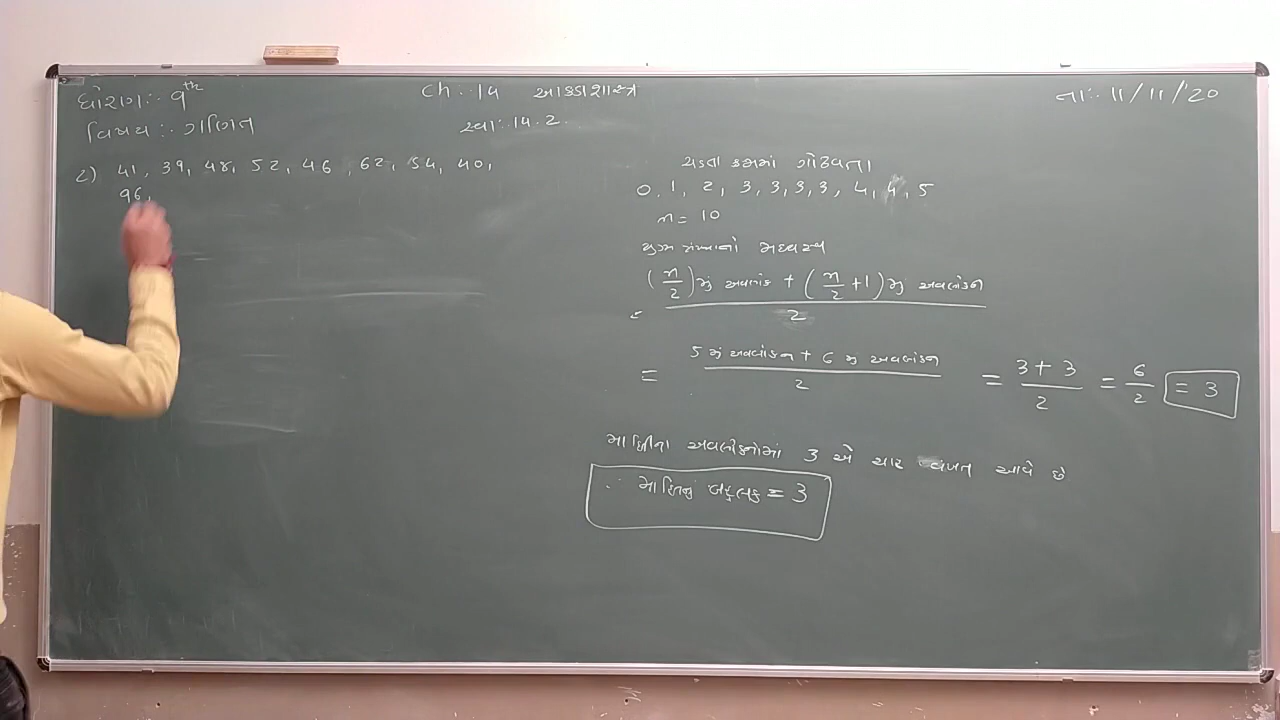 ધોરણ:- 9th
વિષય:- ગણિત
Ch:-14 આંકડાશાસ્ત્ર
સ્વા:-14.2.
તા:- 11/11/'20
2) 41, 39, 48, 52, 46, 62, 54, 40,
96,
ચડતા ક્રમમાં ગોઠવતા
0, 1, 2, 3, 3, 3, 3, 4, 4, 5
n = 10
યુગ્મ સંખ્યાનો મધ્યસ્થ
= (n/2)મું અવલોકન + (n/2 + 1)મું અવલોકન / 2
= 5 મું અવલોકન + 6 મું અવલોકન / 2 = 3 + 3 / 2 = 6/2 = 3
માહિતીના અવલોકનોમાં 3 એ ચાર વખત આવે છે
∴ માહિતનું બહુલક = 3